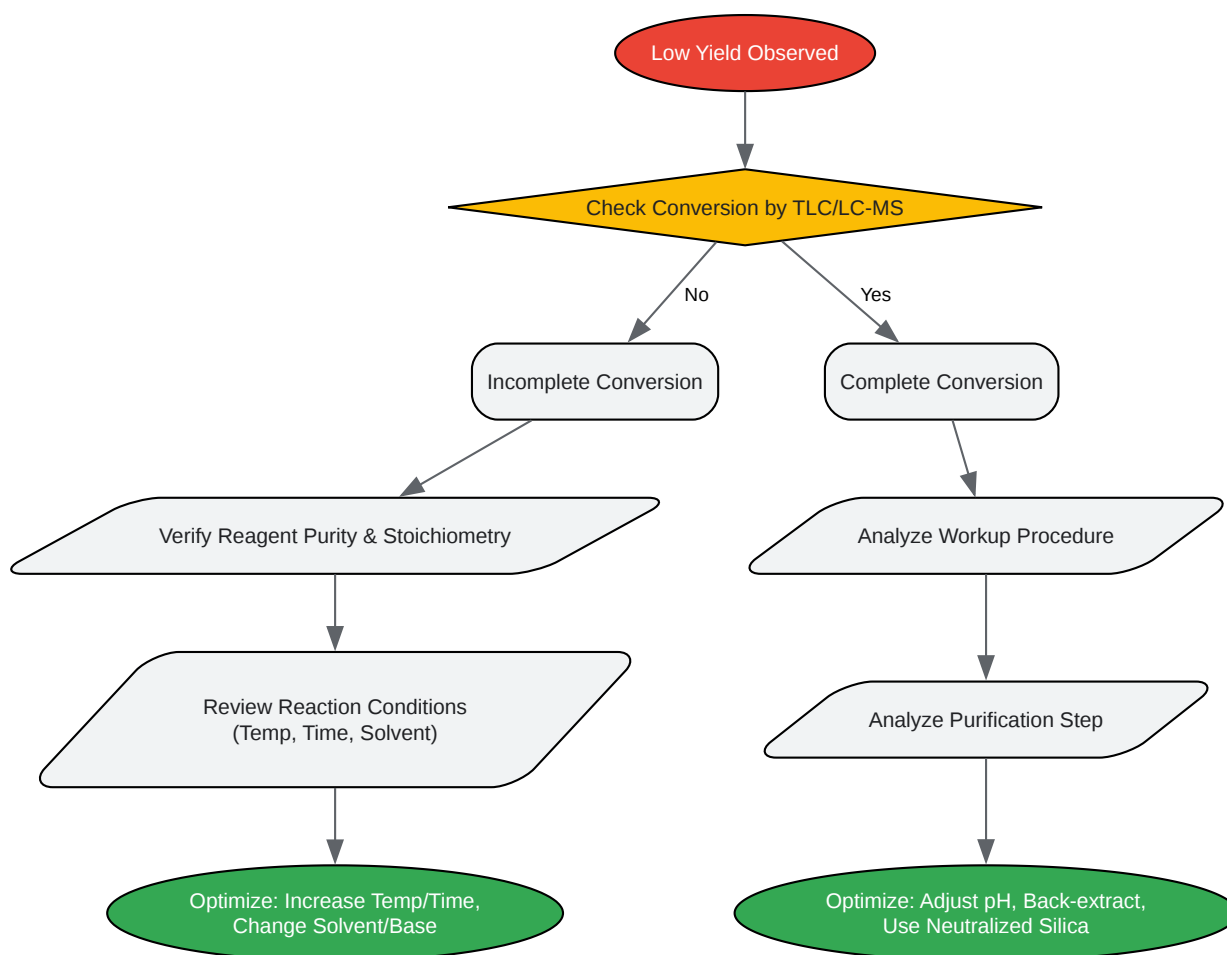 Low Yield Observed
Check Conversion by TLC/LC-MS
No
Yes
Incomplete Conversion
Complete Conversion
Verify Reagent Purity & Stoichiometry
Analyze Workup Procedure
Review Reaction Conditions
(Temp, Time, Solvent)
Analyze Purification Step
Optimize: Increase Temp/Time,
Change Solvent/Base
Optimize: Adjust pH, Back-extract,
Use Neutralized Silica